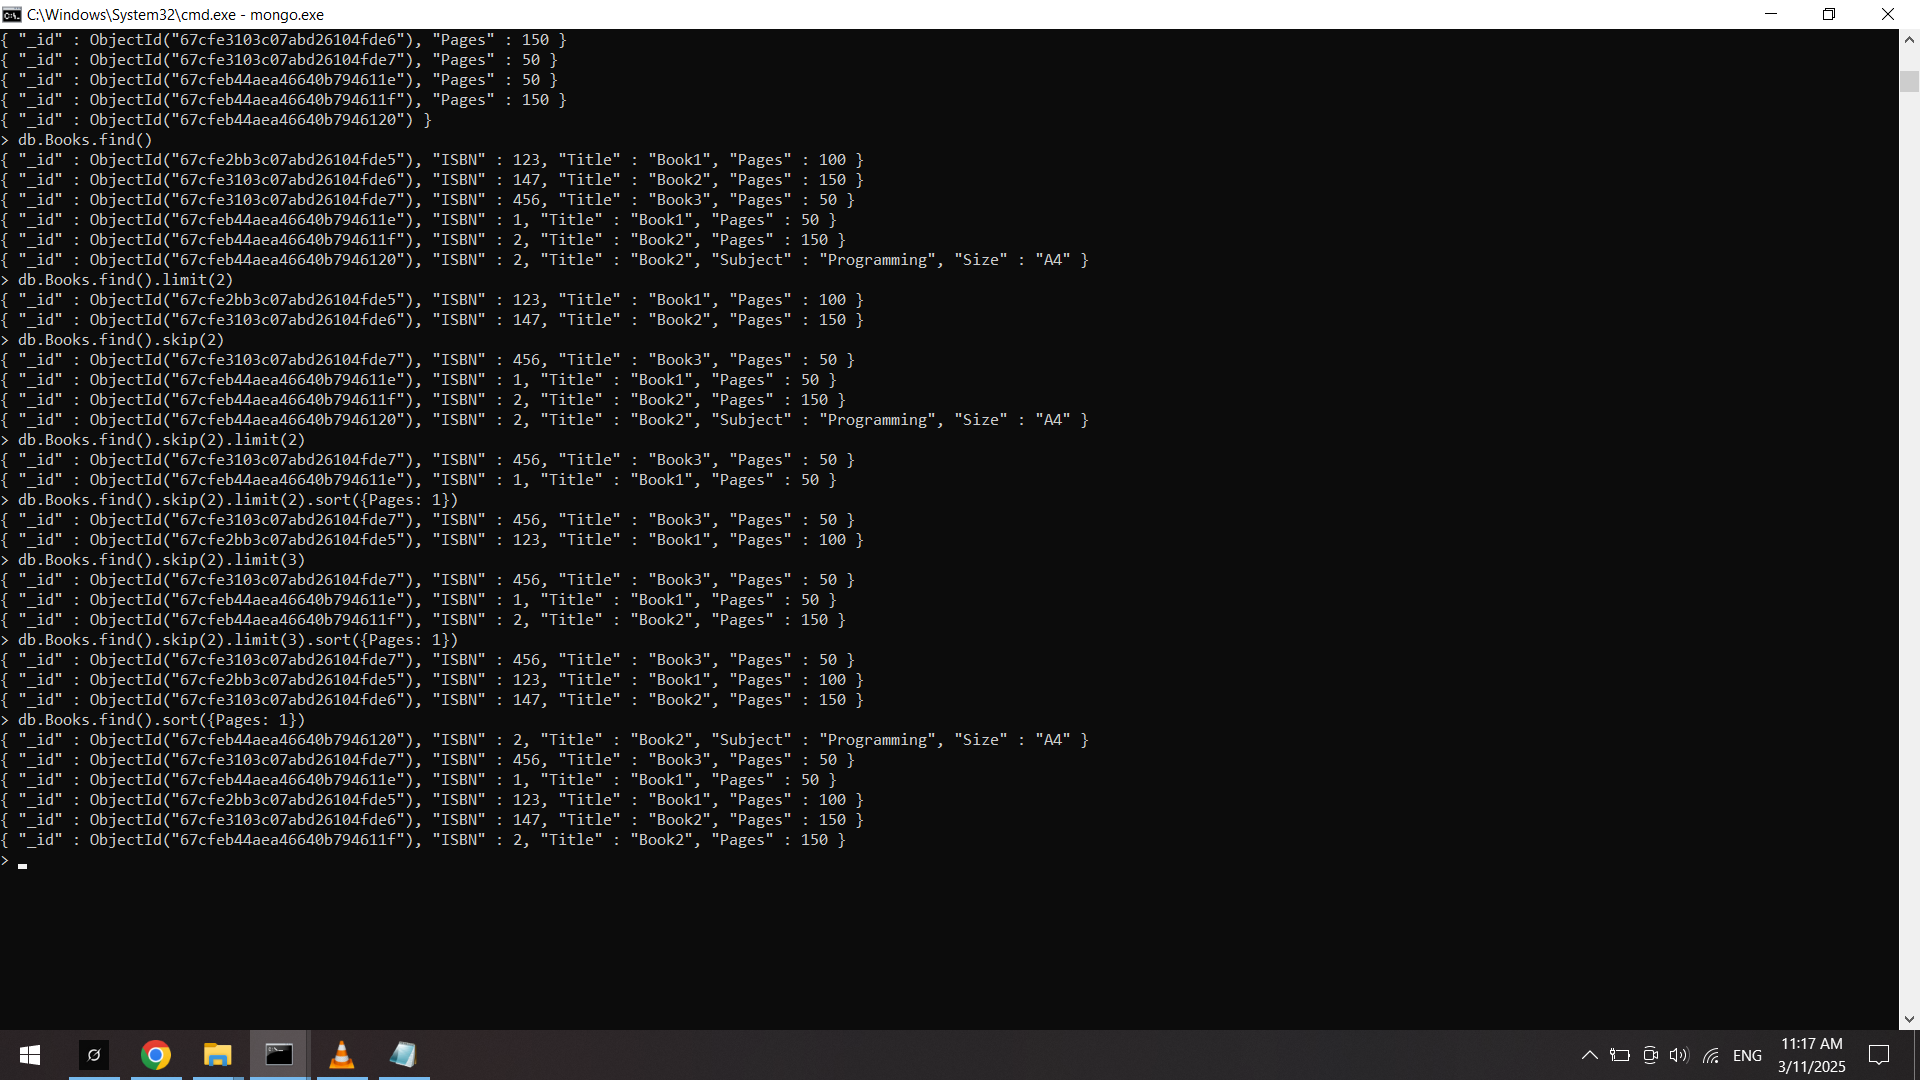 C:\Windows\System32\cmd.exe - mongo.exe
{ "_id" : ObjectId("67cfe3103c07abd26104fde6"), "Pages" : 150 }
{ "_id" : ObjectId("67cfe3103c07abd26104fde7"), "Pages" : 50 }
{ "_id" : ObjectId("67cfeb44aea46640b794611e"), "Pages" : 50 }
{ "_id" : ObjectId("67cfeb44aea46640b794611f"), "Pages" : 150 }
{ "_id" : ObjectId("67cfeb44aea46640b7946120") }
> db.Books.find()
{ "_id" : ObjectId("67cfe2bb3c07abd26104fde5"), "ISBN" : 123, "Title" : "Book1", "Pages" : 100 }
{ "_id" : ObjectId("67cfe3103c07abd26104fde6"), "ISBN" : 147, "Title" : "Book2", "Pages" : 150 }
{ "_id" : ObjectId("67cfe3103c07abd26104fde7"), "ISBN" : 456, "Title" : "Book3", "Pages" : 50 }
{ "_id" : ObjectId("67cfeb44aea46640b794611e"), "ISBN" : 1, "Title" : "Book1", "Pages" : 50 }
{ "_id" : ObjectId("67cfeb44aea46640b794611f"), "ISBN" : 2, "Title" : "Book2", "Pages" : 150 }
{ "_id" : ObjectId("67cfeb44aea46640b7946120"), "ISBN" : 2, "Title" : "Book2", "Subject" : "Programming", "Size" : "A4" }
> db.Books.find().limit(2)
{ "_id" : ObjectId("67cfe2bb3c07abd26104fde5"), "ISBN" : 123, "Title" : "Book1", "Pages" : 100 }
{ "_id" : ObjectId("67cfe3103c07abd26104fde6"), "ISBN" : 147, "Title" : "Book2", "Pages" : 150 }
> db.Books.find().skip(2)
{ "_id" : ObjectId("67cfe3103c07abd26104fde7"), "ISBN" : 456, "Title" : "Book3", "Pages" : 50 }
{ "_id" : ObjectId("67cfeb44aea46640b794611e"), "ISBN" : 1, "Title" : "Book1", "Pages" : 50 }
{ "_id" : ObjectId("67cfeb44aea46640b794611f"), "ISBN" : 2, "Title" : "Book2", "Pages" : 150 }
{ "_id" : ObjectId("67cfeb44aea46640b7946120"), "ISBN" : 2, "Title" : "Book2", "Subject" : "Programming", "Size" : "A4" }
> db.Books.find().skip(2).limit(2)
{ "_id" : ObjectId("67cfe3103c07abd26104fde7"), "ISBN" : 456, "Title" : "Book3", "Pages" : 50 }
{ "_id" : ObjectId("67cfeb44aea46640b794611e"), "ISBN" : 1, "Title" : "Book1", "Pages" : 50 }
> db.Books.find().skip(2).limit(2).sort({Pages: 1})
{ "_id" : ObjectId("67cfe3103c07abd26104fde7"), "ISBN" : 456, "Title" : "Book3", "Pages" : 50 }
{ "_id" : ObjectId("67cfe2bb3c07abd26104fde5"), "ISBN" : 123, "Title" : "Book1", "Pages" : 100 }
> db.Books.find().skip(2).limit(3)
{ "_id" : ObjectId("67cfe3103c07abd26104fde7"), "ISBN" : 456, "Title" : "Book3", "Pages" : 50 }
{ "_id" : ObjectId("67cfeb44aea46640b794611e"), "ISBN" : 1, "Title" : "Book1", "Pages" : 50 }
{ "_id" : ObjectId("67cfeb44aea46640b794611f"), "ISBN" : 2, "Title" : "Book2", "Pages" : 150 }
> db.Books.find().skip(2).limit(3).sort({Pages: 1})
{ "_id" : ObjectId("67cfe3103c07abd26104fde7"), "ISBN" : 456, "Title" : "Book3", "Pages" : 50 }
{ "_id" : ObjectId("67cfe2bb3c07abd26104fde5"), "ISBN" : 123, "Title" : "Book1", "Pages" : 100 }
{ "_id" : ObjectId("67cfe3103c07abd26104fde6"), "ISBN" : 147, "Title" : "Book2", "Pages" : 150 }
> db.Books.find().sort({Pages: 1})
{ "_id" : ObjectId("67cfeb44aea46640b7946120"), "ISBN" : 2, "Title" : "Book2", "Subject" : "Programming", "Size" : "A4" }
{ "_id" : ObjectId("67cfe3103c07abd26104fde7"), "ISBN" : 456, "Title" : "Book3", "Pages" : 50 }
{ "_id" : ObjectId("67cfeb44aea46640b794611e"), "ISBN" : 1, "Title" : "Book1", "Pages" : 50 }
{ "_id" : ObjectId("67cfe2bb3c07abd26104fde5"), "ISBN" : 123, "Title" : "Book1", "Pages" : 100 }
{ "_id" : ObjectId("67cfe3103c07abd26104fde6"), "ISBN" : 147, "Title" : "Book2", "Pages" : 150 }
{ "_id" : ObjectId("67cfeb44aea46640b794611f"), "ISBN" : 2, "Title" : "Book2", "Pages" : 150 }
>
ENG
11:17 AM
3/11/2025